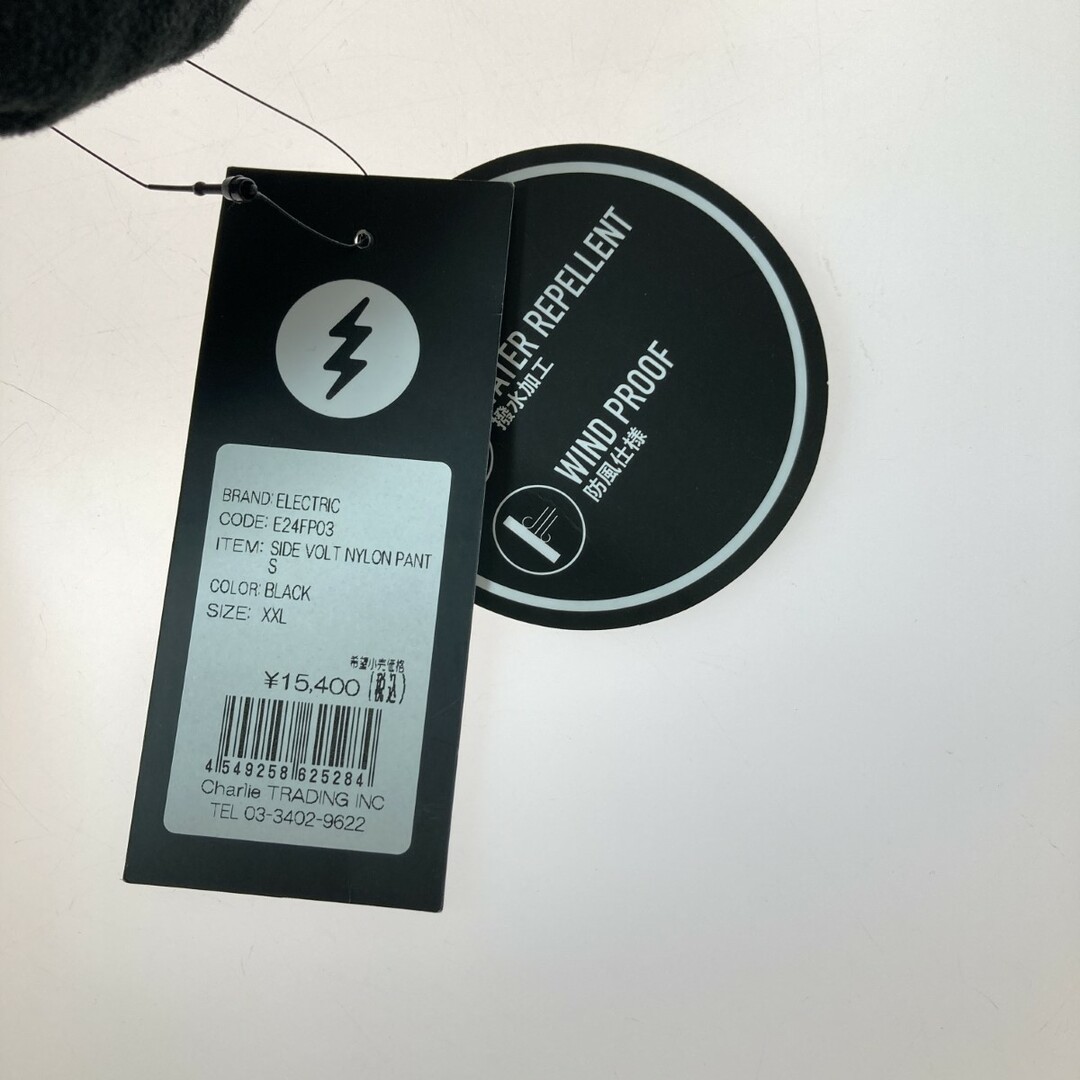 BRAND: ELECTRIC
CODE: E24FP03
ITEM: SIDE VOLT NYLON PANT
S
COLOR: BLACK
SIZE: XXL
希望小売価格
¥15,400 (税込)
4 549258 625284
Charlie TRADING INC
TEL 03-3402-9622
WATER REPELLENT
撥水加工
WIND PROOF
防風仕様